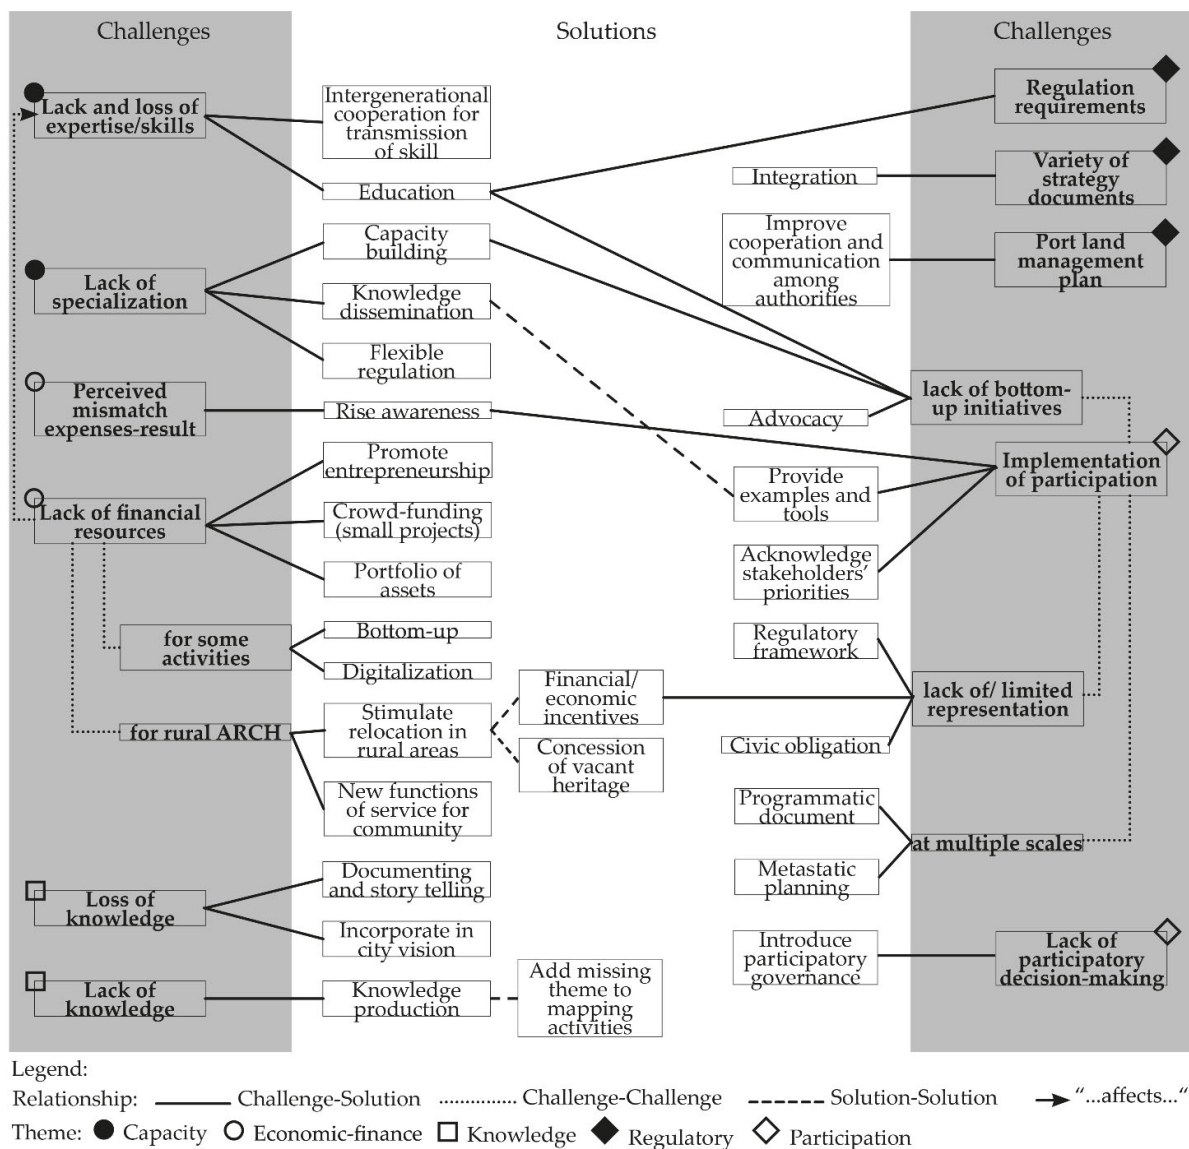 Challenges
Solutions
Challenges
Lack and loss of
expertise/skills
Lack of
specialization
Perceived
mismatch
expenses-result
Lack of financial
resources
for some
activities
for rural ARCH
Loss of
knowledge
Lack of
knowledge
Intergenerational
cooperation for
transmission
of skill
Education
Capacity
building
Knowledge
dissemination
Flexible
regulation
Rise awareness
Promote
entrepreneurship
Crowd-funding
(small projects)
Portfolio of
assets
Bottom-up
Digitalization
Stimulate
relocation in
rural areas
New functions
of service for
community
Documenting
and story telling
Incorporate in
city vision
Knowledge
production
Financial/
economic
incentives
Concession
of vacant
heritage
Add missing
theme to
mapping
activities
Integration
Improve
cooperation and
communication
among
authorities
Advocacy
Provide
examples and
tools
Acknowledge
stakeholders’
priorities
Regulatory
framework
Civic obligation
Programmatic
document
Metastatic
planning
Introduce
participatory
governance
Regulation
requirements
Variety of
strategy
documents
Port land
management
plan
lack of bottom-
up initiatives
Implementation
of participation
lack of/ limited
representation
at multiple scales
Lack of
participatory
decision-making
Legend:
Relationship: Challenge-Solution Challenge-Challenge Solution-Solution “...affects...“
Theme: Capacity Economic-finance Knowledge Regulatory Participation